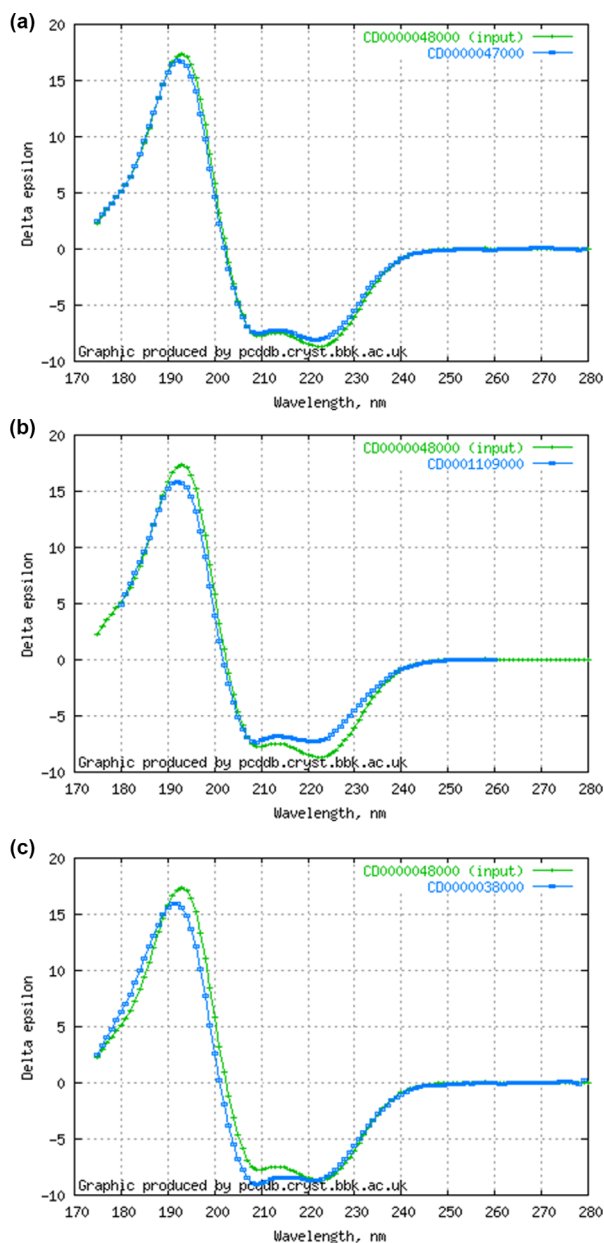 (a)
20
15
10
5
0
-5
-10
Delta epsilon
CD0000048000 (input)
CD0000047000
Graphic produced by pcddb.cryst.bbk.ac.uk
170 180 190 200 210 220 230 240 250 260 270 280
Wavelength, nm
(b)
20
15
10
5
0
-5
-10
Delta epsilon
CD0000048000 (input)
CD0001109000
Graphic produced by pcddb.cryst.bbk.ac.uk
170 180 190 200 210 220 230 240 250 260 270 280
Wavelength, nm
(c)
20
15
10
5
0
-5
-10
Delta epsilon
CD0000048000 (input)
CD0000038000
Graphic produced by pcddb.cryst.bbk.ac.uk
170 180 190 200 210 220 230 240 250 260 270 280
Wavelength, nm